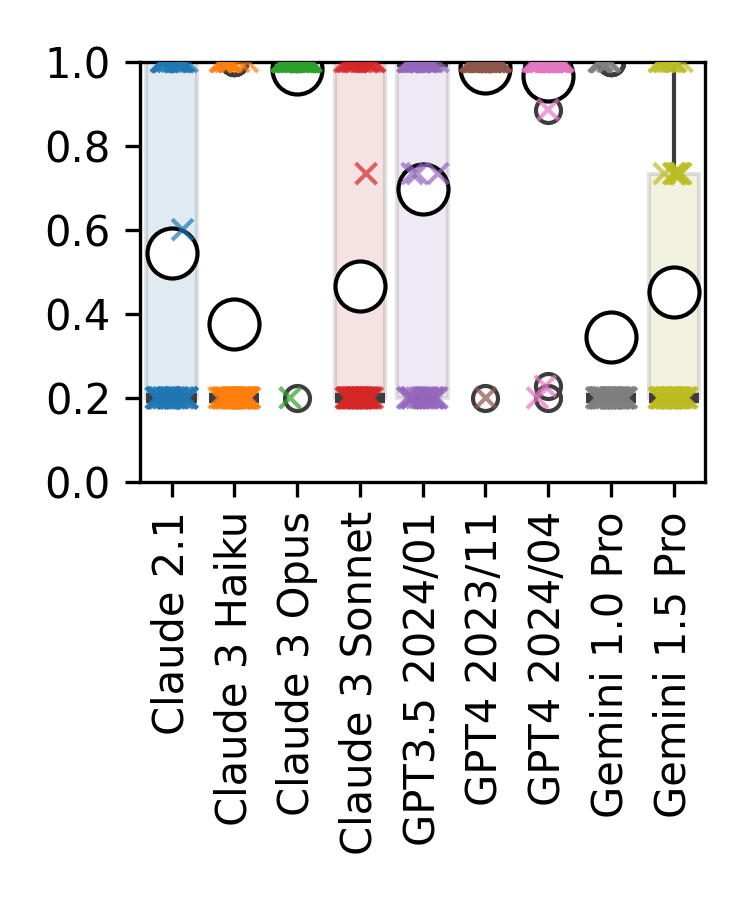 1.0
0.8
0.6
0.4
0.2
0.0
Claude 2.1
Claude 3 Haiku
Claude 3 Opus
Claude 3 Sonnet
GPT3.5 2024/01
GPT4 2023/11
GPT4 2024/04
Gemini 1.0 Pro
Gemini 1.5 Pro